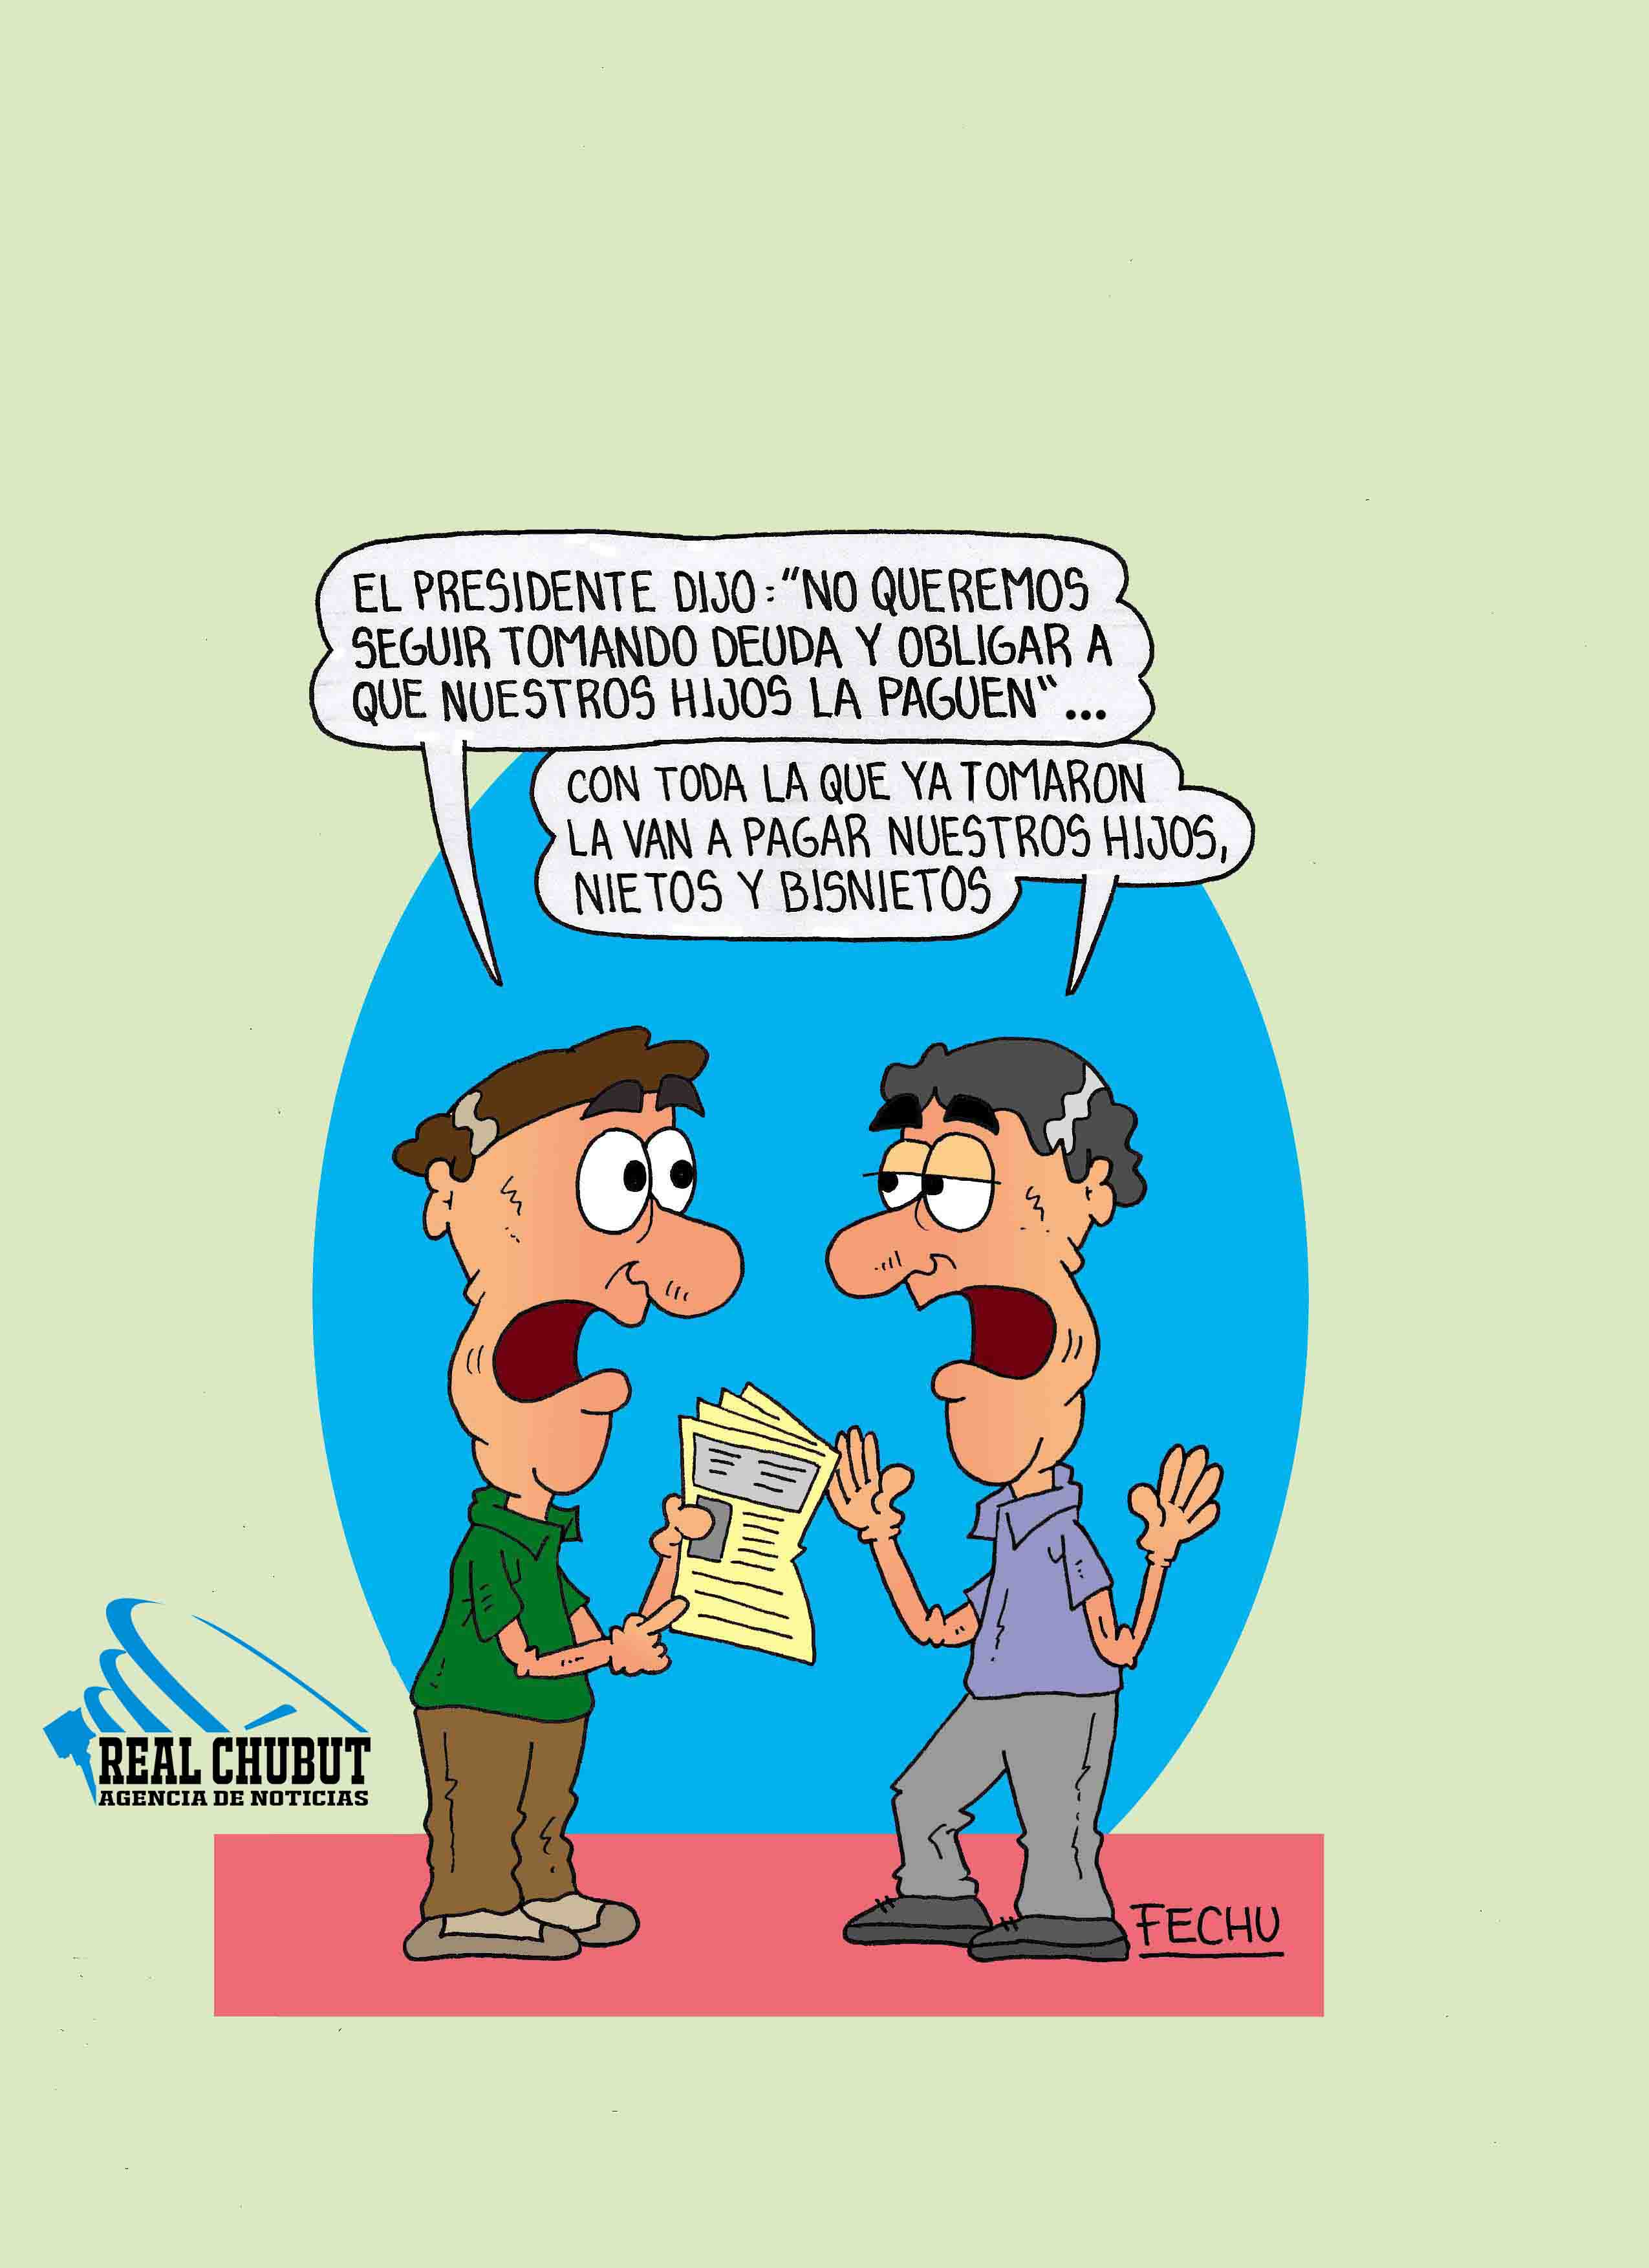 EL PRESIDENTE DIJO: "NO QUEREMOS
SEGUIR TOMANDO DEUDA Y OBLIGAR A
QUE NUESTROS HIJOS LA PAGUEN"...
CON TODA LA QUE YA TOMARON
LA VAN A PAGAR NUESTROS HIJOS,
NIETOS Y BISNIETOS
REAL CHUBUT
AGENCIA DE NOTICIAS
FECHU